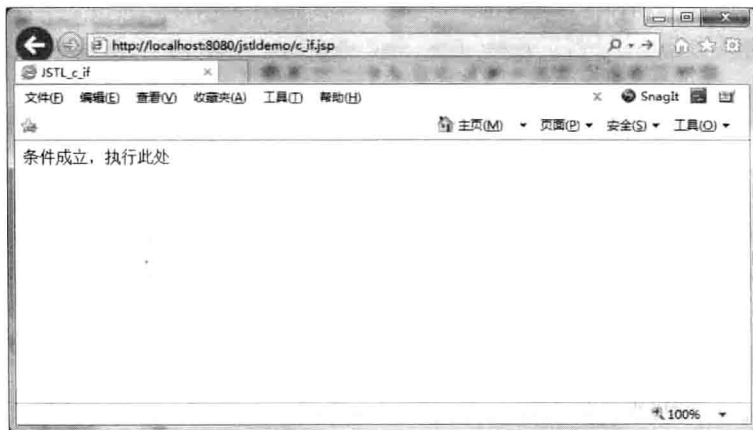 http://localhost:8080/jstldemo/c_if.jsp
JSTL_c_if
文件(F) 编辑(E) 查看(V) 收藏夹(A) 工具(T) 帮助(H)
Snagit
主页(M) 页面(P) 安全(S) 工具(O)
条件成立，执行此处
100%